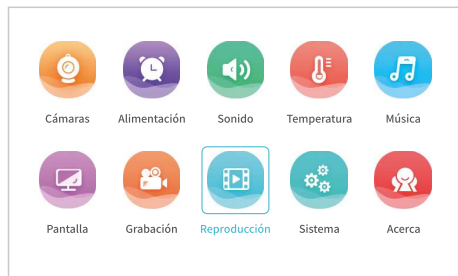 Cámaras Alimentación Sonido Temperatura Música
Pantalla Grabación Reproducción Sistema Acerca